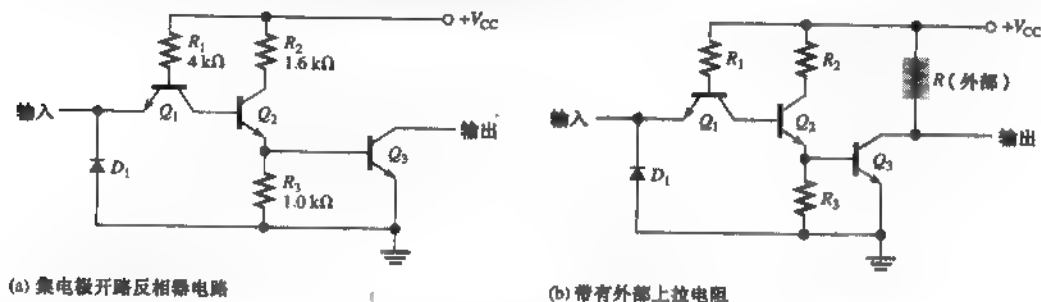 +VCC
R1
4 kΩ
R2
1.6 kΩ
输入
Q1
Q2
输出
Q3
D1
R3
1.0 kΩ
(a) 集电极开路反相器电路
+VCC
R1
R2
R(外部)
输入
Q1
Q2
输出
Q3
D1
R3
(b) 带有外部上拉电阻